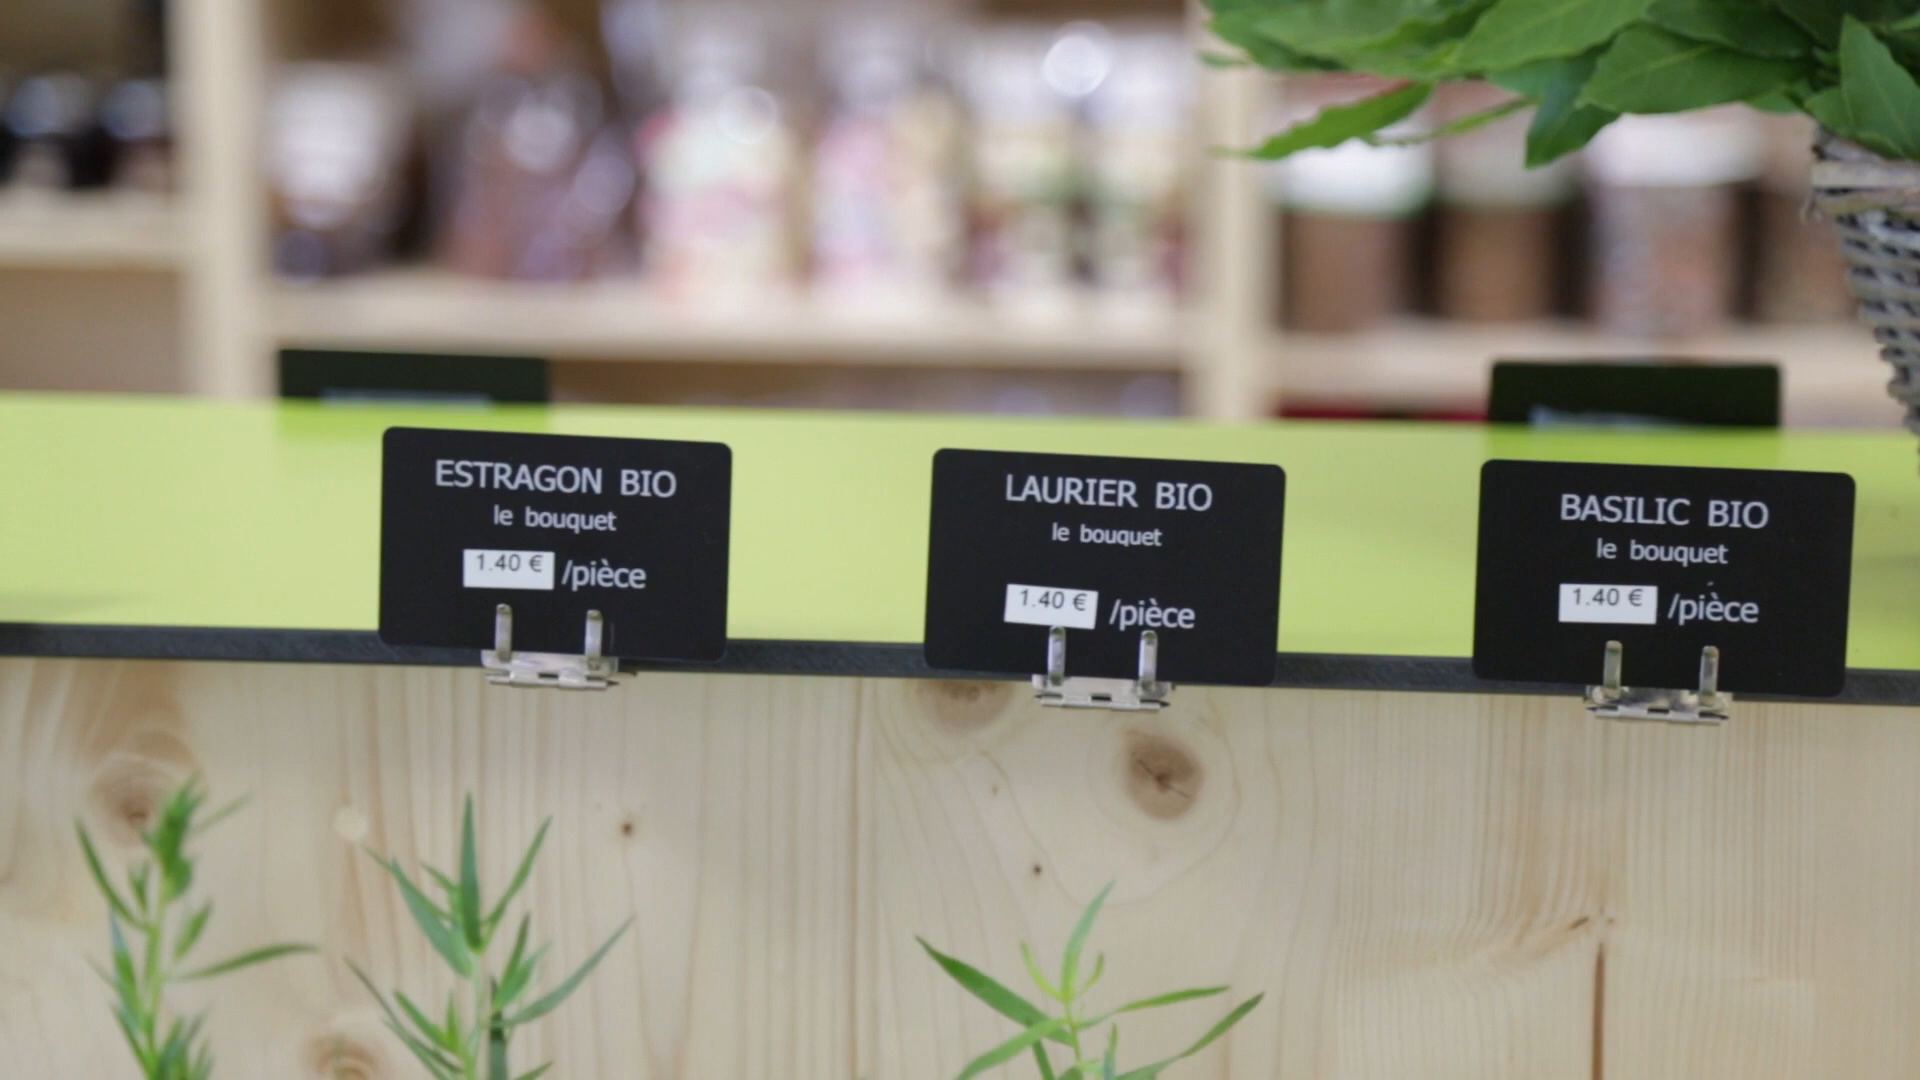 ESTRAGON BIO
le bouquet
1.40 € /pièce
LAURIER BIO
le bouquet
1.40 € /pièce
BASILIC BIO
le bouquet
1.40 € /pièce